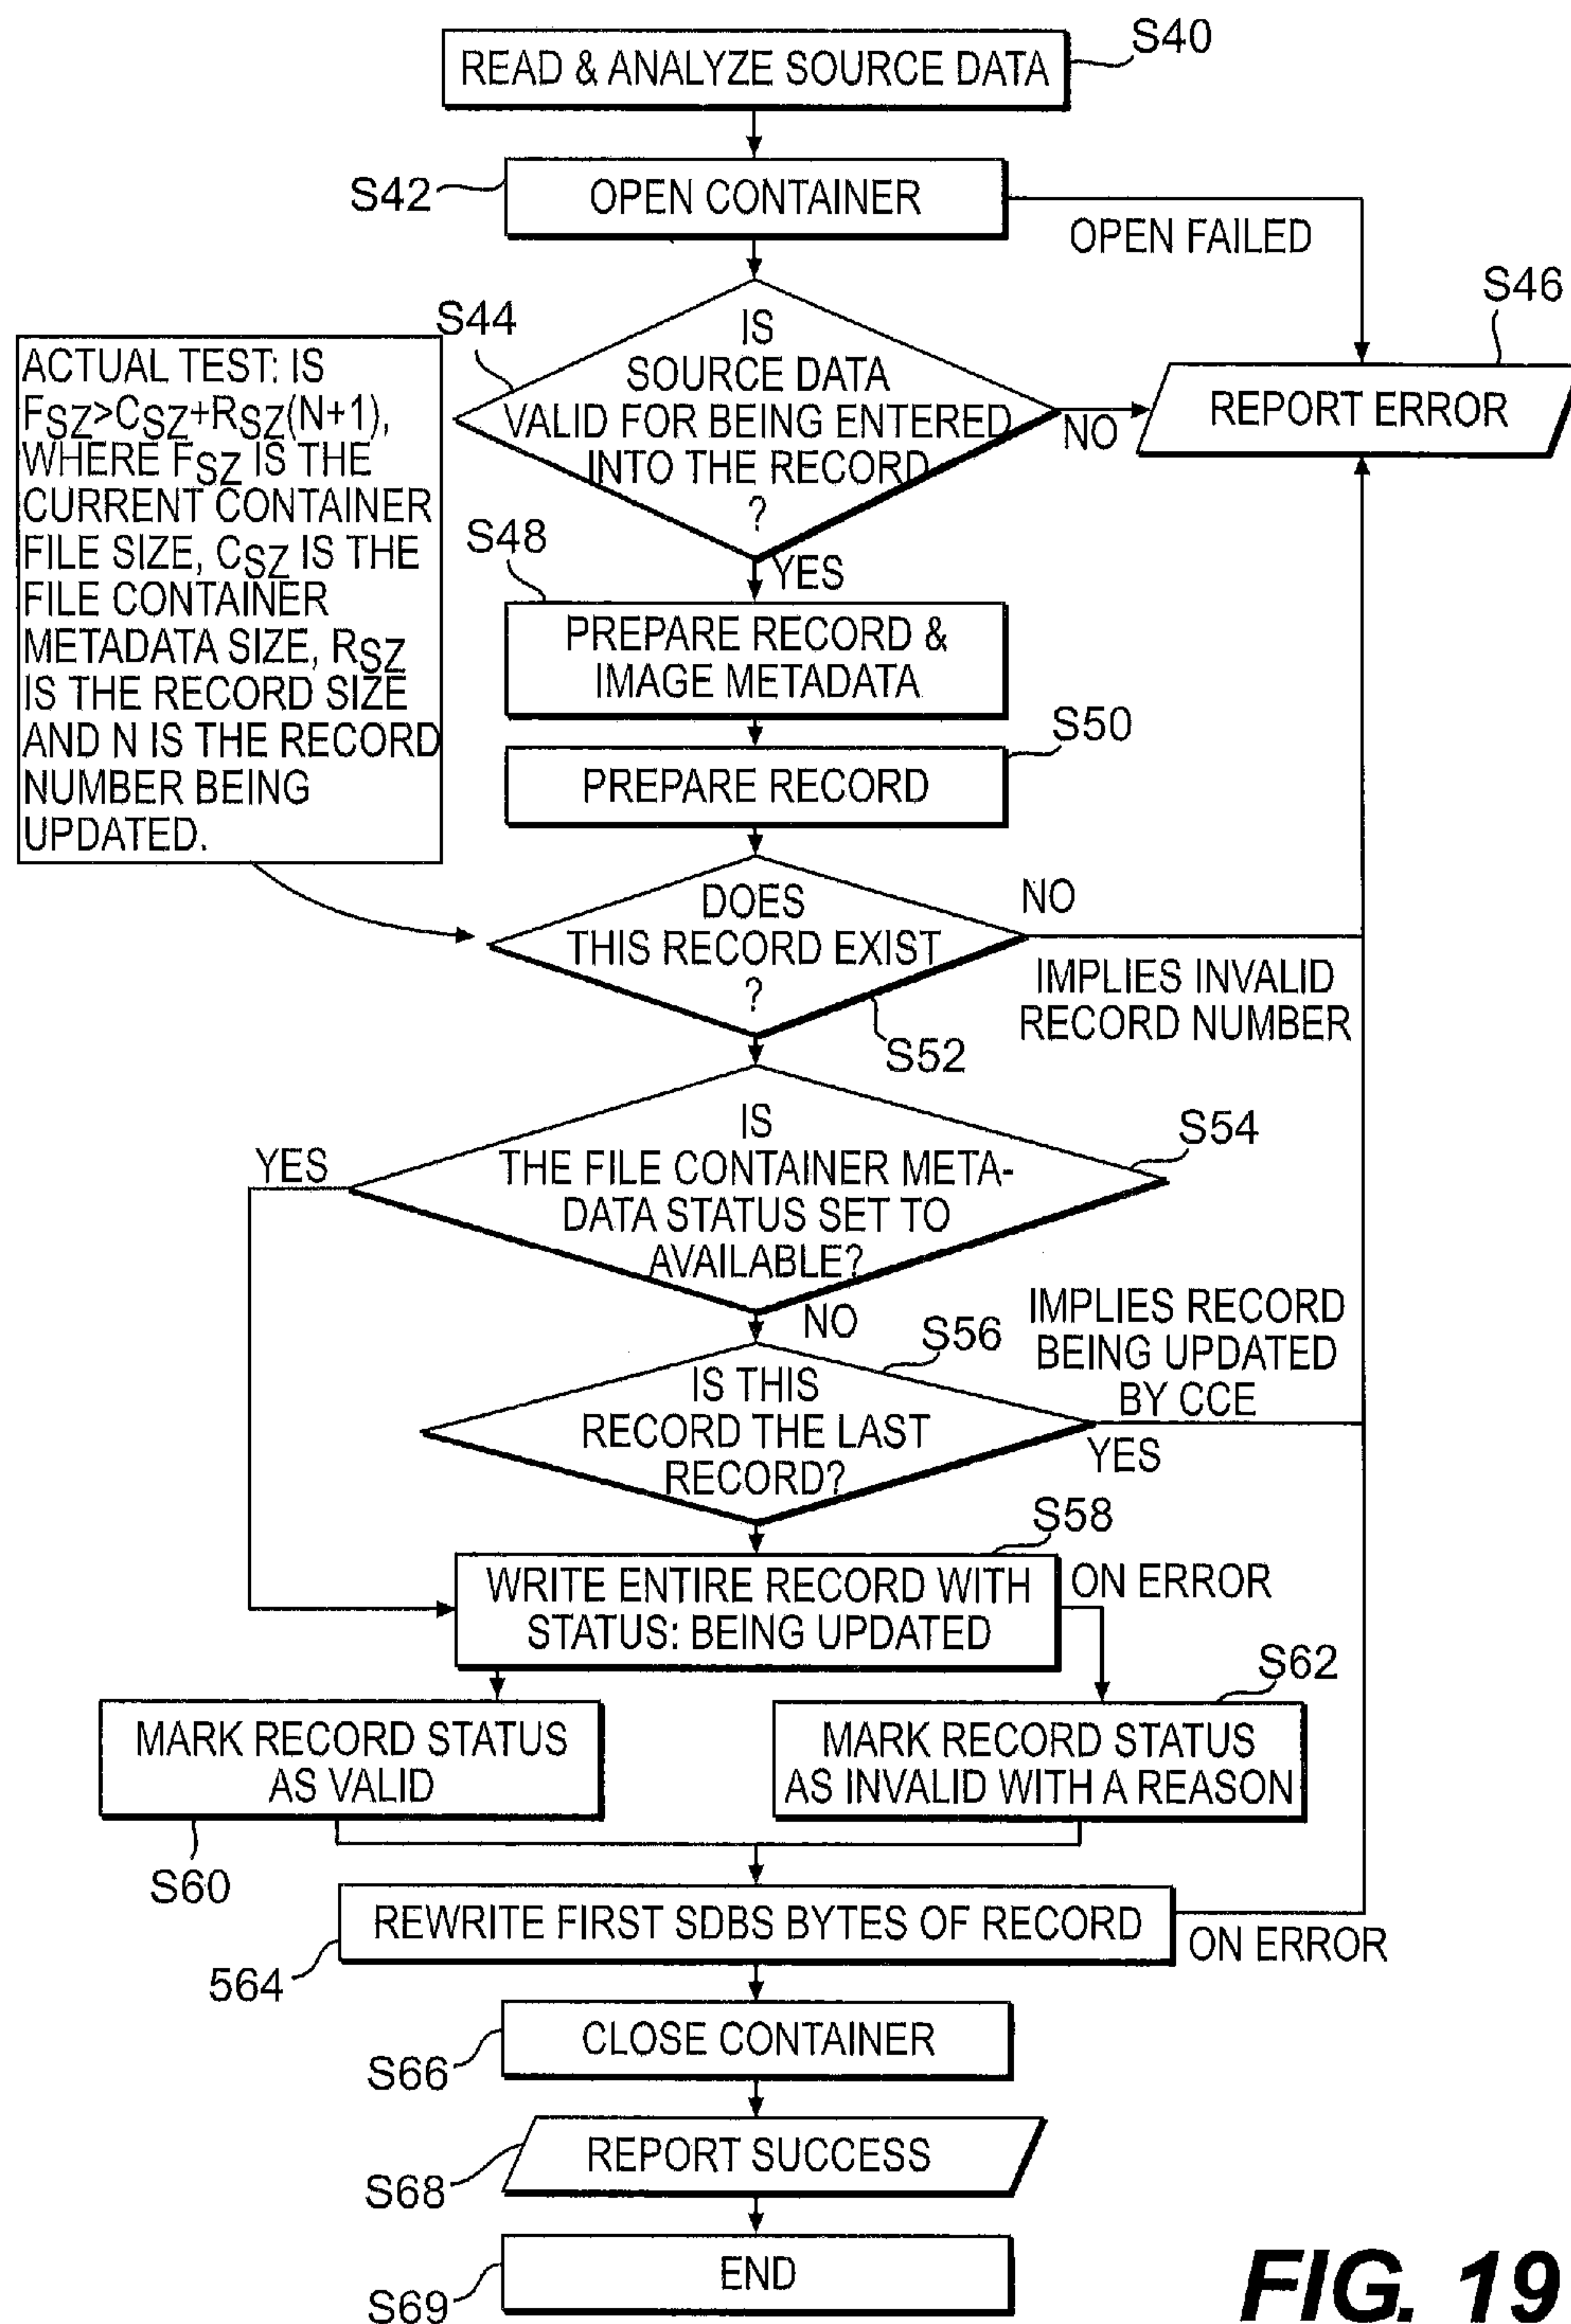 READ & ANALYZE SOURCE DATA
S40
OPEN CONTAINER
S42
OPEN FAILED
S44
IS
SOURCE DATA
VALID FOR BEING ENTERED
INTO THE RECORD
?
NO
S46
REPORT ERROR
ACTUAL TEST: IS
FSZ>CSZ+RSZ(N+1),
WHERE FSZ IS THE
CURRENT CONTAINER
FILE SIZE, CSZ IS THE
FILE CONTAINER
METADATA SIZE, RSZ
IS THE RECORD SIZE
AND N IS THE RECORD
NUMBER BEING
UPDATED.
YES
S48
PREPARE RECORD &
IMAGE METADATA
S50
PREPARE RECORD
DOES
THIS RECORD EXIST
?
NO
IMPLIES INVALID
RECORD NUMBER
S52
IS
THE FILE CONTAINER META-
DATA STATUS SET TO
AVAILABLE?
S54
YES
NO
S56
IS THIS
RECORD THE LAST
RECORD?
IMPLIES RECORD
BEING UPDATED
BY CCE
YES
S58
WRITE ENTIRE RECORD WITH
STATUS: BEING UPDATED
ON ERROR
S62
MARK RECORD STATUS
AS VALID
S60
MARK RECORD STATUS
AS INVALID WITH A REASON
REWRITE FIRST SDBS BYTES OF RECORD
564
ON ERROR
CLOSE CONTAINER
S66
REPORT SUCCESS
S68
END
S69
FIG. 19